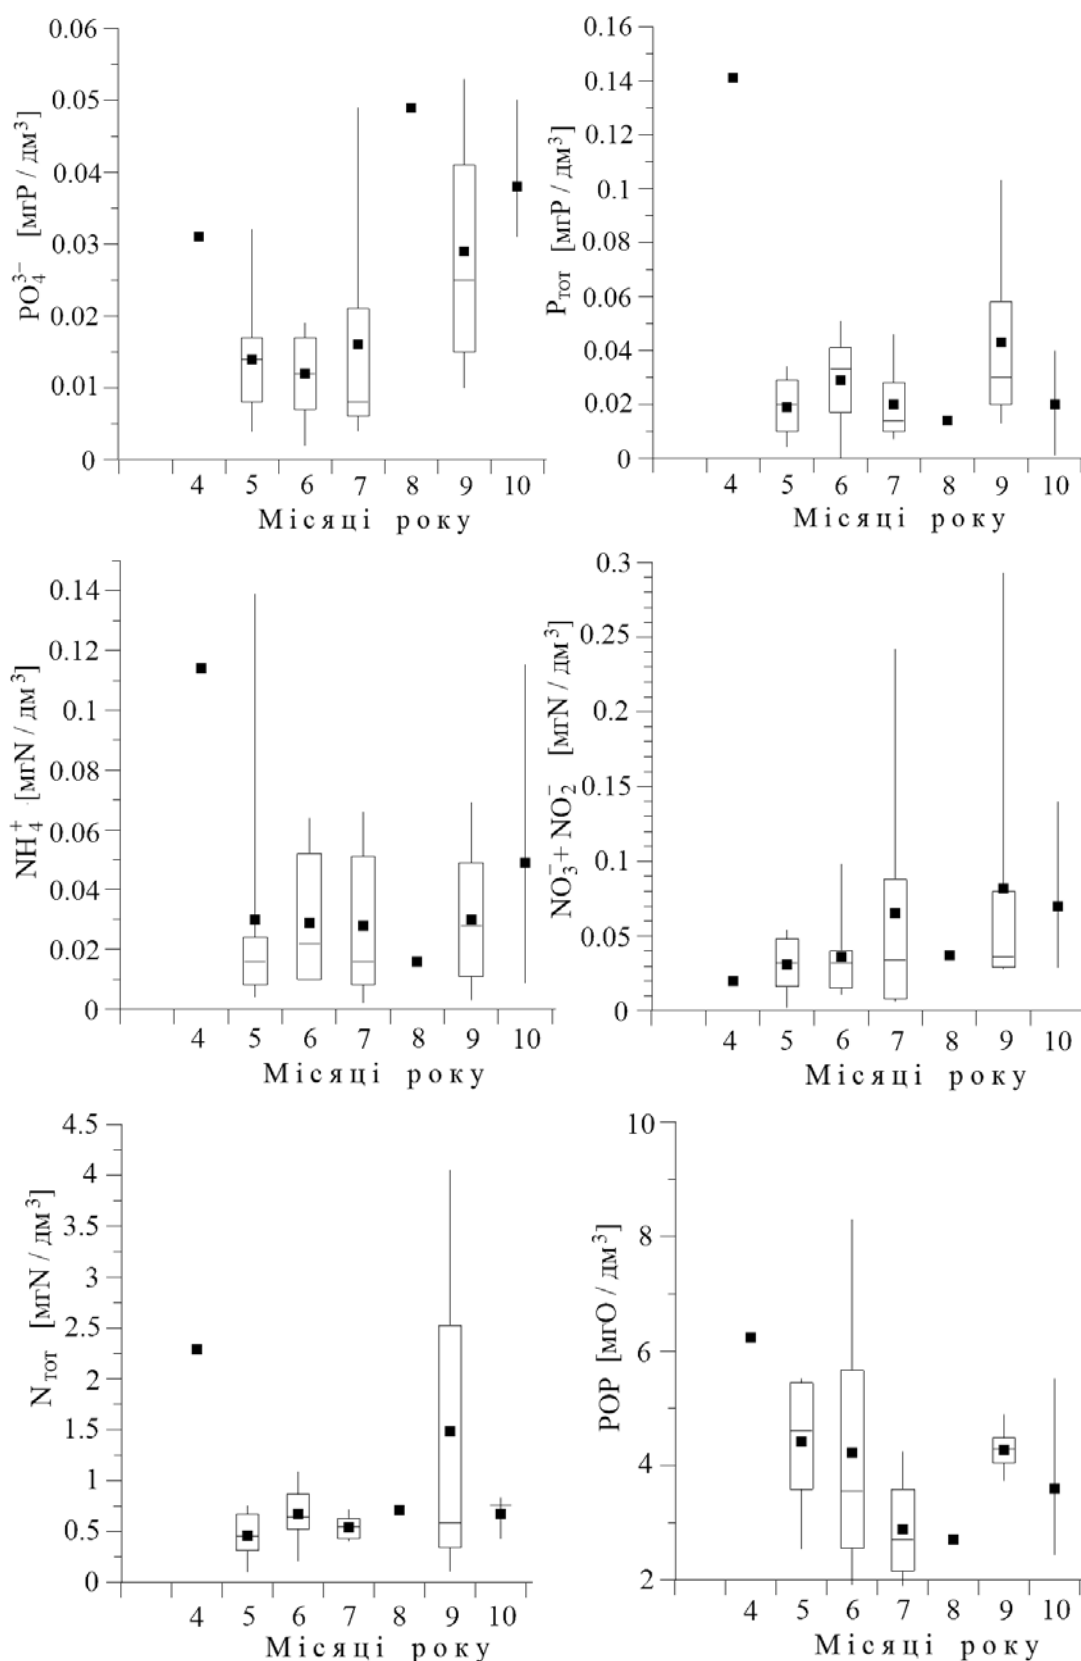 0.06
0.05
0.04
0.03
0.02
0.01
0
PO₄³⁻ [мгP / дм³]
4 5 6 7 8 9 10
Місяці року
0.16
0.14
0.12
0.1
0.08
0.06
0.04
0.02
0
Pтот [мгP / дм³]
4 5 6 7 8 9 10
Місяці року
0.14
0.12
0.1
0.08
0.06
0.04
0.02
0
NH₄⁺ [мгN / дм³]
4 5 6 7 8 9 10
Місяці року
0.3
0.25
0.2
0.15
0.1
0.05
0
NO₃⁻+ NO₂⁻ [мгN / дм³]
4 5 6 7 8 9 10
Місяці року
4.5
4
3.5
3
2.5
2
1.5
1
0.5
0
Nтот [мгN / дм³]
4 5 6 7 8 9 10
Місяці року
10
8
6
4
2
POP [мгO / дм³]
4 5 6 7 8 9 10
Місяці року